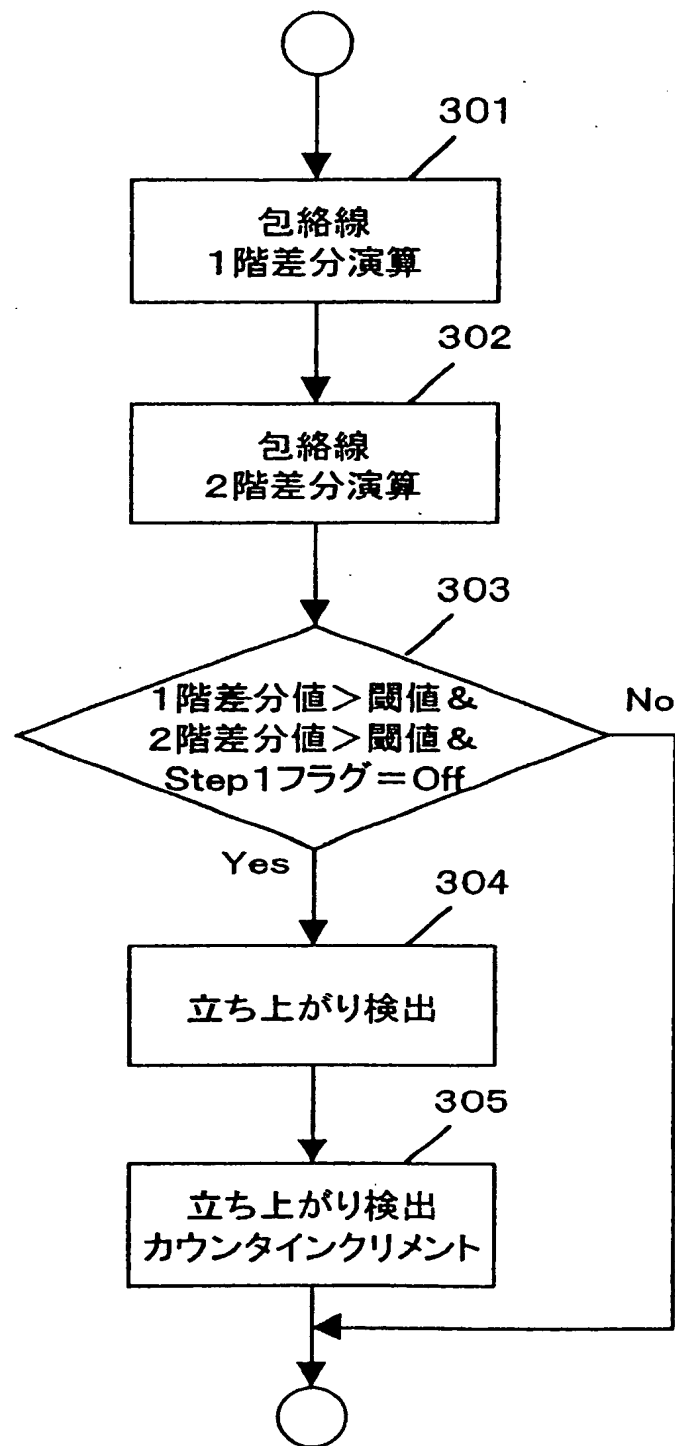 301
包絡線
1階差分演算
302
包絡線
2階差分演算
303
1階差分値>閾値&
2階差分値>閾値&
Step1フラグ=Off
No
Yes
304
立ち上がり検出
305
立ち上がり検出
カウンタインクリメント